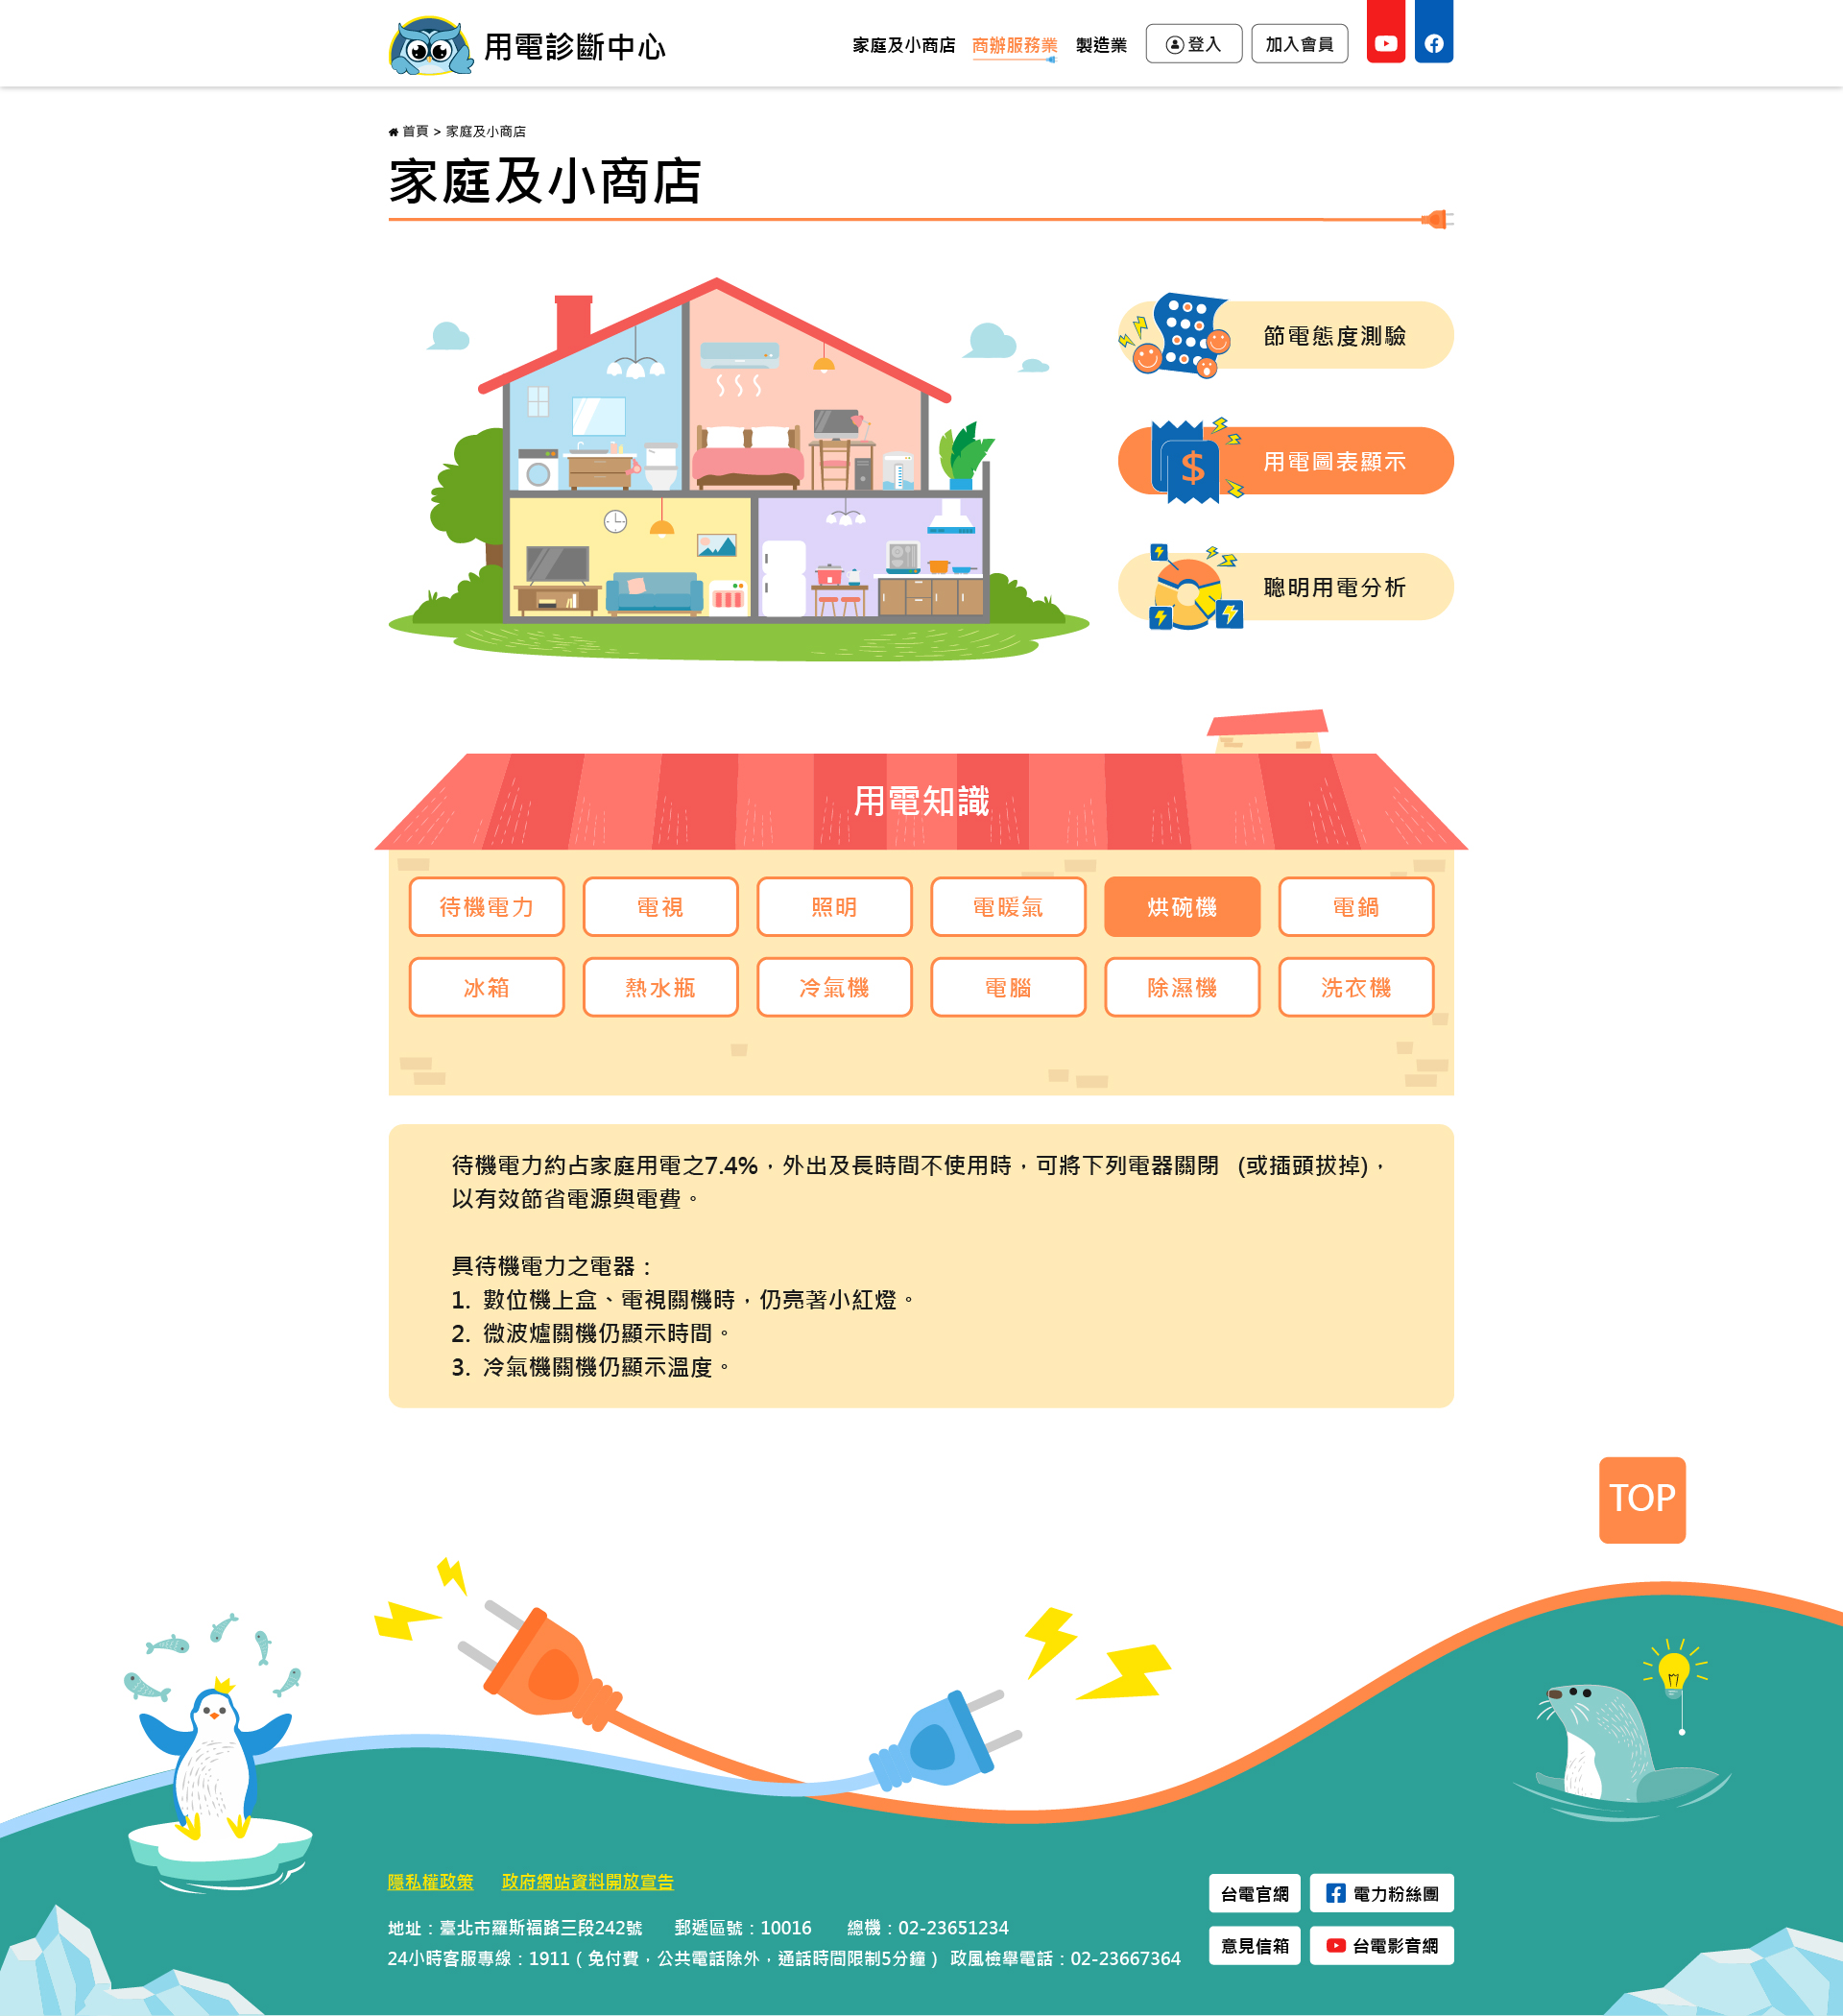 用電診斷中心
家庭及小商店 商辦服務業 製造業 登入 加入會員
首頁 > 家庭及小商店
家庭及小商店
節電態度測驗
$
用電圖表顯示
聰明用電分析
用電知識
待機電力 電視 照明 電暖氣 烘碗機 電鍋
冰箱 熱水瓶 冷氣機 電腦 除濕機 洗衣機
待機電力約占家庭用電之7.4%，外出及長時間不使用時，可將下列電器關閉 (或插頭拔掉)，
以有效節省電源與電費。
具待機電力之電器：
1. 數位機上盒、電視關機時，仍亮著小紅燈。
2. 微波爐關機仍顯示時間。
3. 冷氣機關機仍顯示溫度。
TOP
隱私權政策 政府網站資料開放宣告
台電官網 電力粉絲團
地址：臺北市羅斯福路三段242號 郵遞區號：10016 總機：02-23651234
意見信箱 台電影音網
24小時客服專線：1911 ( 免付費，公共電話除外，通話時間限制5分鐘 ) 政風檢舉電話：02-23667364